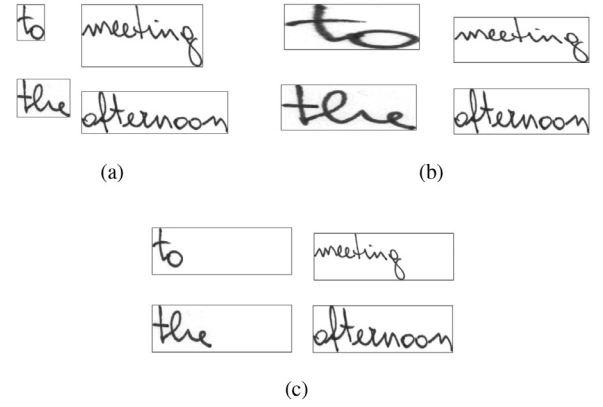 to meeting to meeting
the afternoon the afternoon
(a) (b)
to meeting
the afternoon
(c)